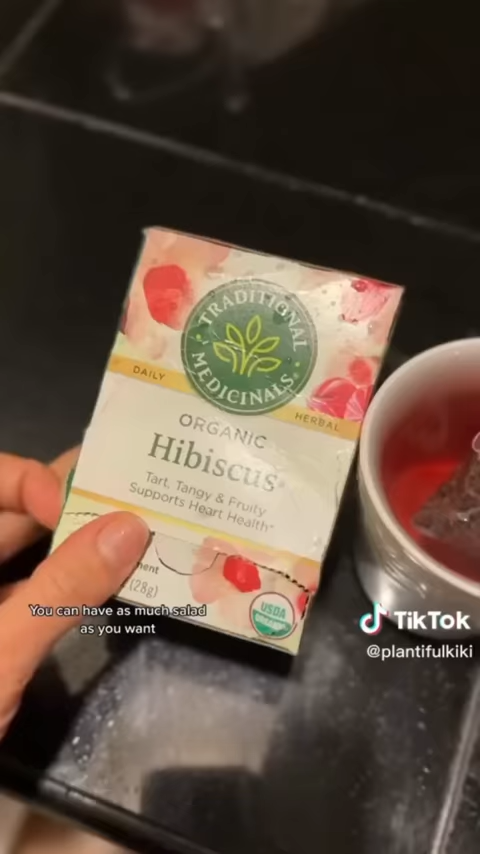 TRADITIONAL
MEDICINALS
DAILY
HERBAL
ORGANIC
Hibiscus
Tart, Tangy & Fruity
Supports Heart Health*
ment
(28g)
USDA
ORGANIC
You can have as much salad
as you want
TikTok
@plantifulkiki